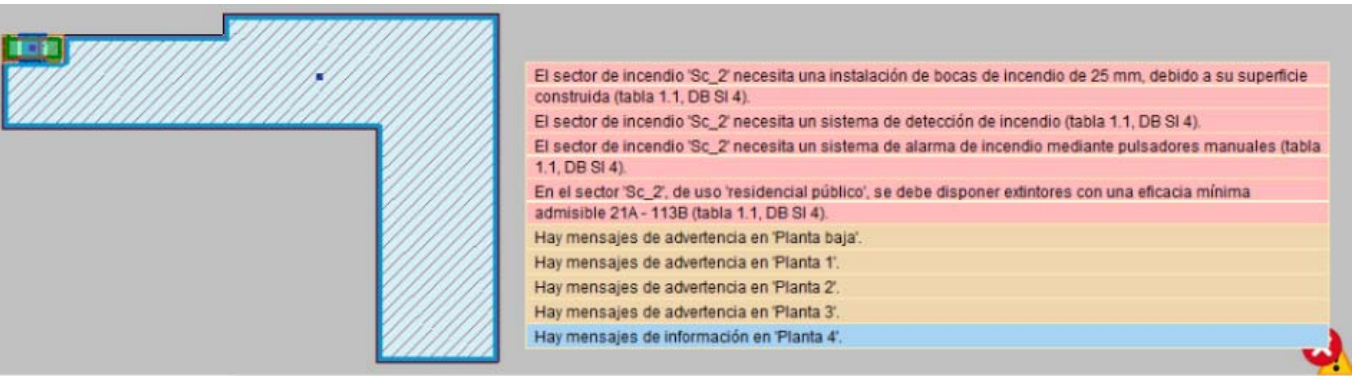 El sector de incendio 'Sc_2' necesita una instalación de bocas de incendio de 25 mm, debido a su superficie
construida (tabla 1.1, DB SI 4).
El sector de incendio 'Sc_2' necesita un sistema de detección de incendio (tabla 1.1, DB SI 4).
El sector de incendio 'Sc_2' necesita un sistema de alarma de incendio mediante pulsadores manuales (tabla
1.1, DB SI 4).
En el sector 'Sc_2', de uso 'residencial público', se debe disponer extintores con una eficacia mínima
admisible 21A - 113B (tabla 1.1, DB SI 4).
Hay mensajes de advertencia en 'Planta baja'.
Hay mensajes de advertencia en 'Planta 1'.
Hay mensajes de advertencia en 'Planta 2'.
Hay mensajes de advertencia en 'Planta 3'.
Hay mensajes de información en 'Planta 4'.